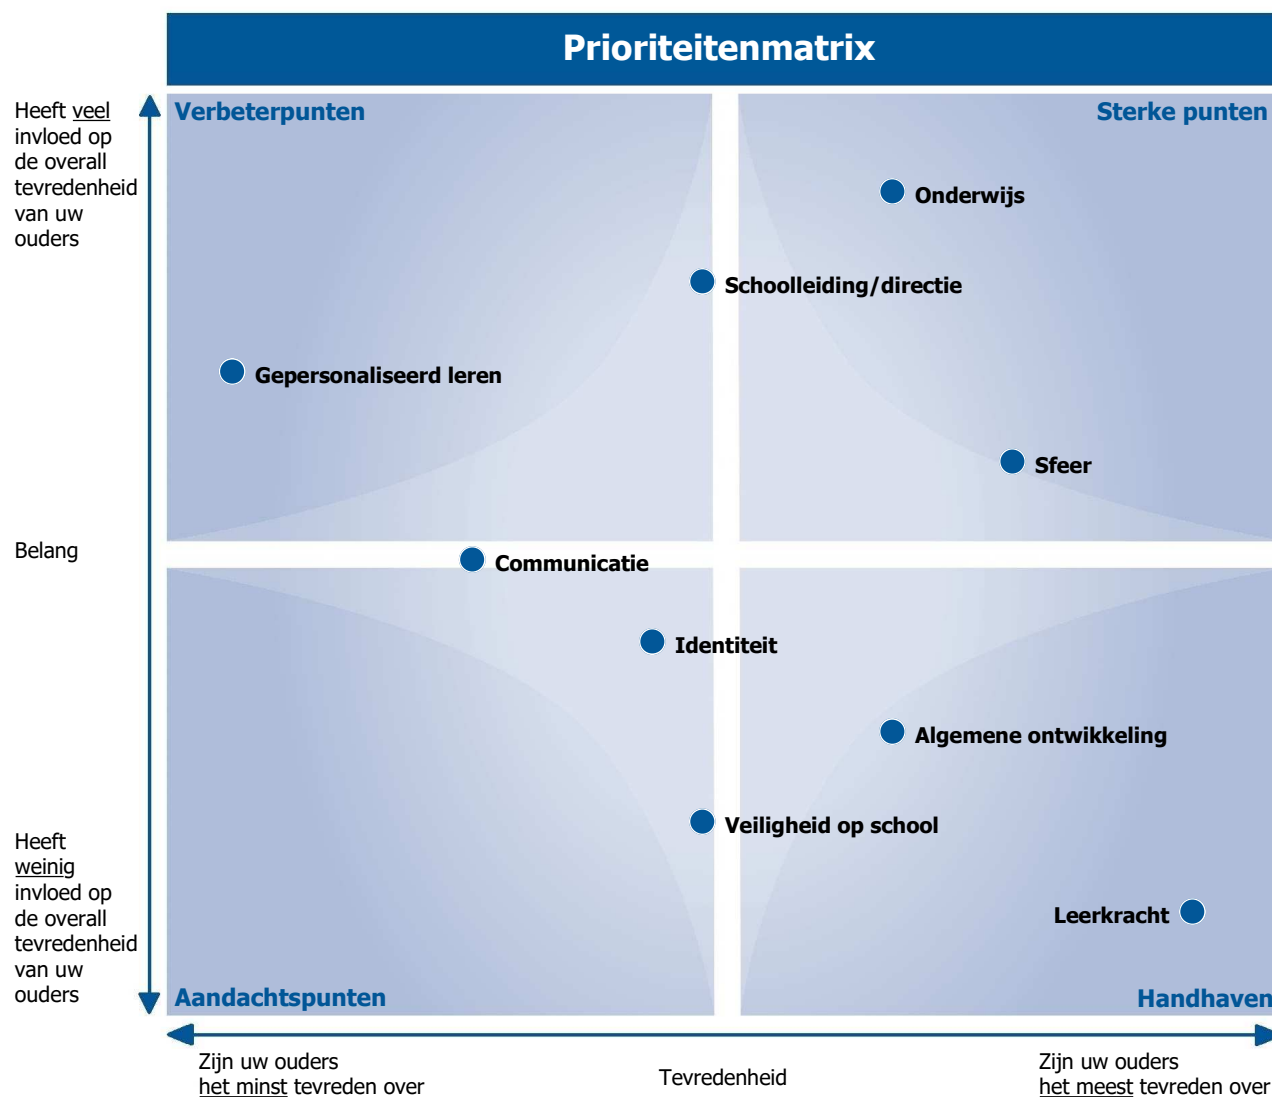 Prioriteitenmatrix
Heeft veel
invloed op
de overall
tevredenheid
van uw
ouders
Verbeterpunten
Sterke punten
Onderwijs
Schoolleiding/directie
Gepersonaliseerd leren
Sfeer
Belang
Communicatie
Identiteit
Algemene ontwikkeling
Veiligheid op school
Heeft
weinig
invloed op
de overall
tevredenheid
van uw
ouders
Leerkracht
Aandachtspunten
Handhaven
Zijn uw ouders
het minst tevreden over
Tevredenheid
Zijn uw ouders
het meest tevreden over